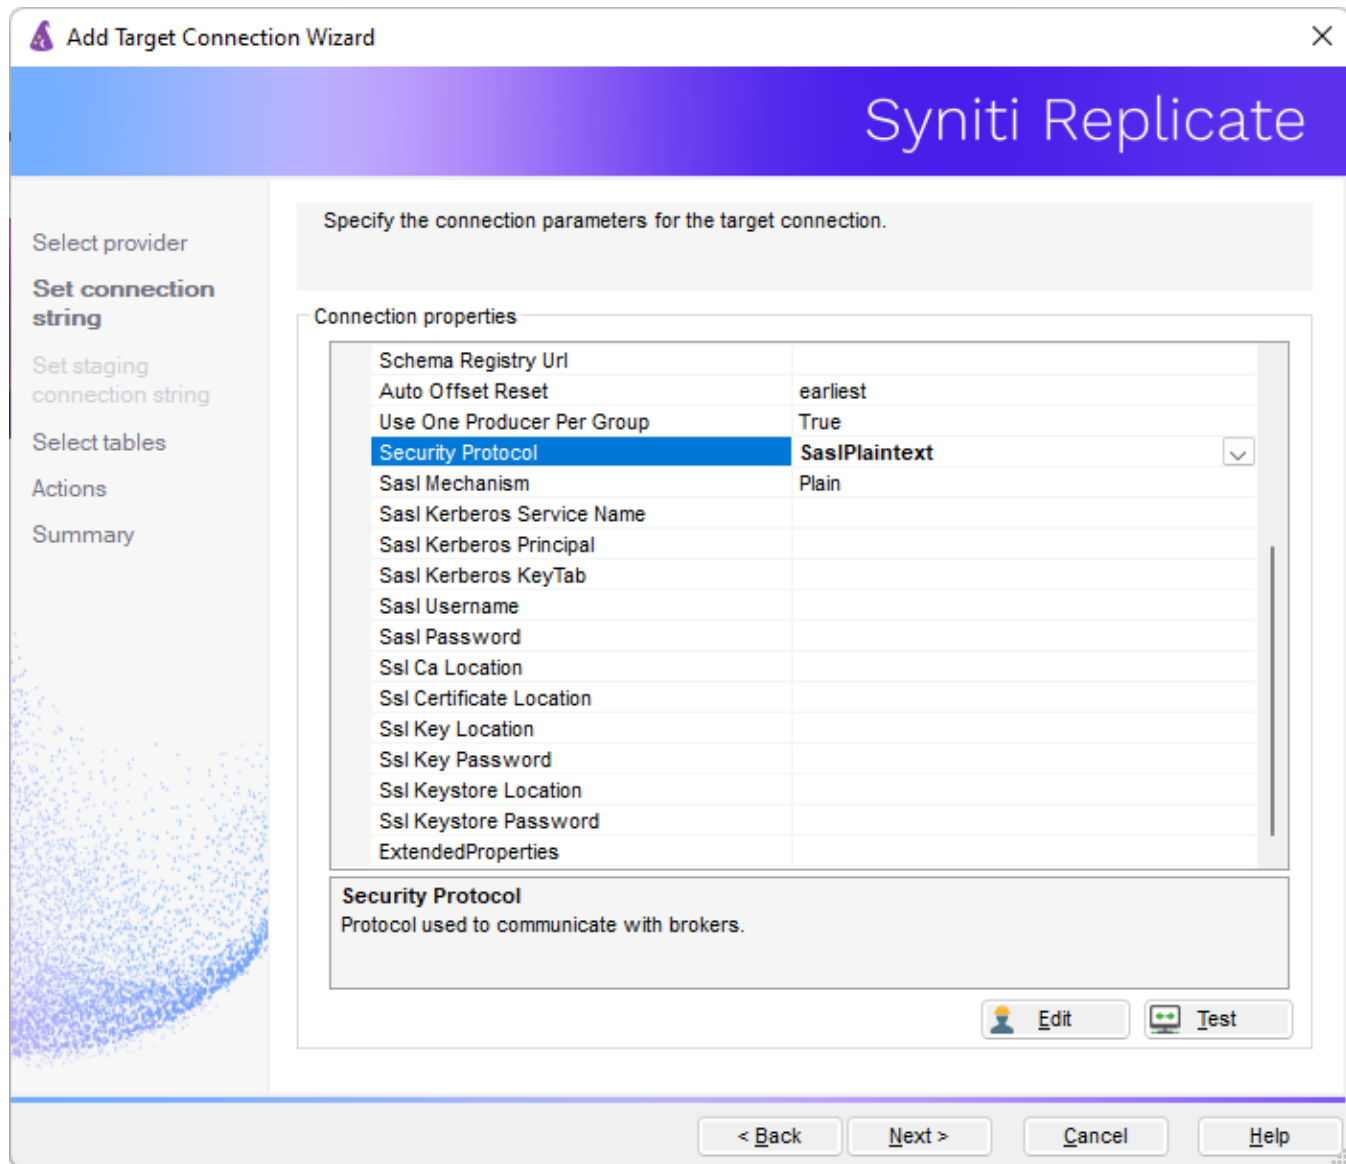 Add Target Connection Wizard
Syniti Replicate
Select provider
Set connection
string
Set staging
connection string
Select tables
Actions
Summary
Specify the connection parameters for the target connection.
Connection properties
Schema Registry Url
Auto Offset Reset earliest
Use One Producer Per Group True
Security Protocol SaslPlaintext
Sasl Mechanism Plain
Sasl Kerberos Service Name
Sasl Kerberos Principal
Sasl Kerberos KeyTab
Sasl Username
Sasl Password
Ssl Ca Location
Ssl Certificate Location
Ssl Key Location
Ssl Key Password
Ssl Keystore Location
Ssl Keystore Password
ExtendedProperties
Security Protocol
Protocol used to communicate with brokers.
Edit Test
< Back Next > Cancel Help